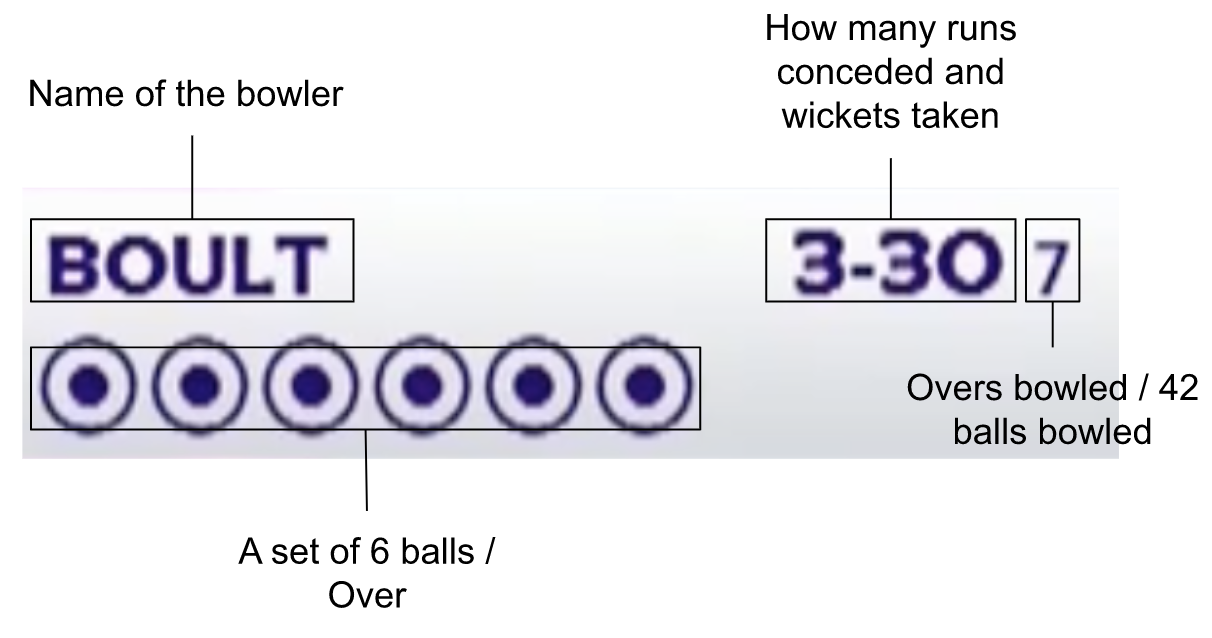 How many runs
conceded and
wickets taken
Name of the bowler
BOULT
3-30 7
Overs bowled / 42
balls bowled
A set of 6 balls /
Over